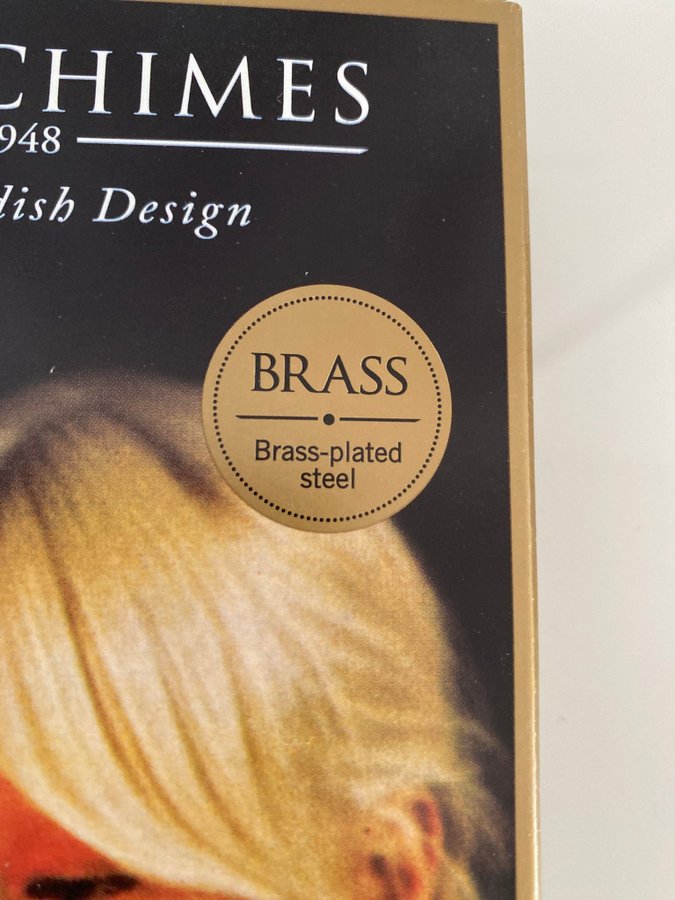 CHIMES
948
dish Design
BRASS
Brass-plated
steel